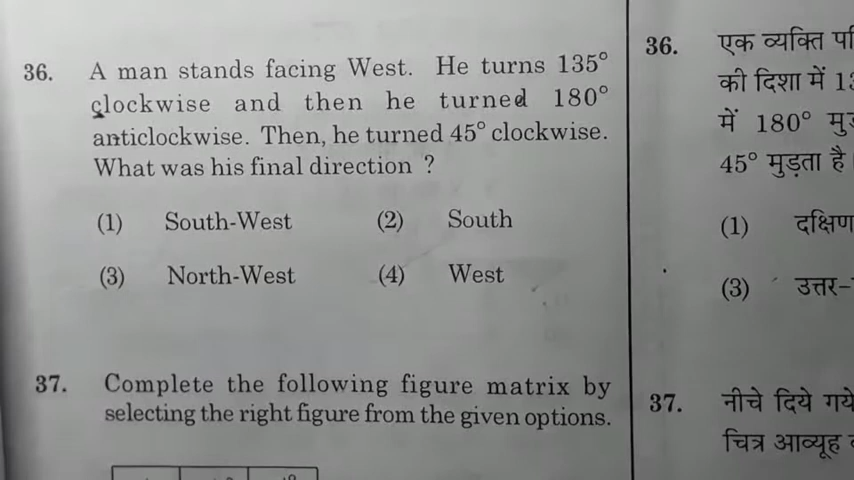 36. A man stands facing West. He turns 135°
clockwise and then he turned 180°
anticlockwise. Then, he turned 45° clockwise.
What was his final direction ?
(1) South-West (2) South
(3) North-West (4) West
37. Complete the following figure matrix by
selecting the right figure from the given options.
36. एक व्यक्ति
की दिशा में
में 180°
45° मुड़ता है
(1) दक्षिण
(3) उत्तर-
37. नीचे दिये गये
चित्र आव्यूह